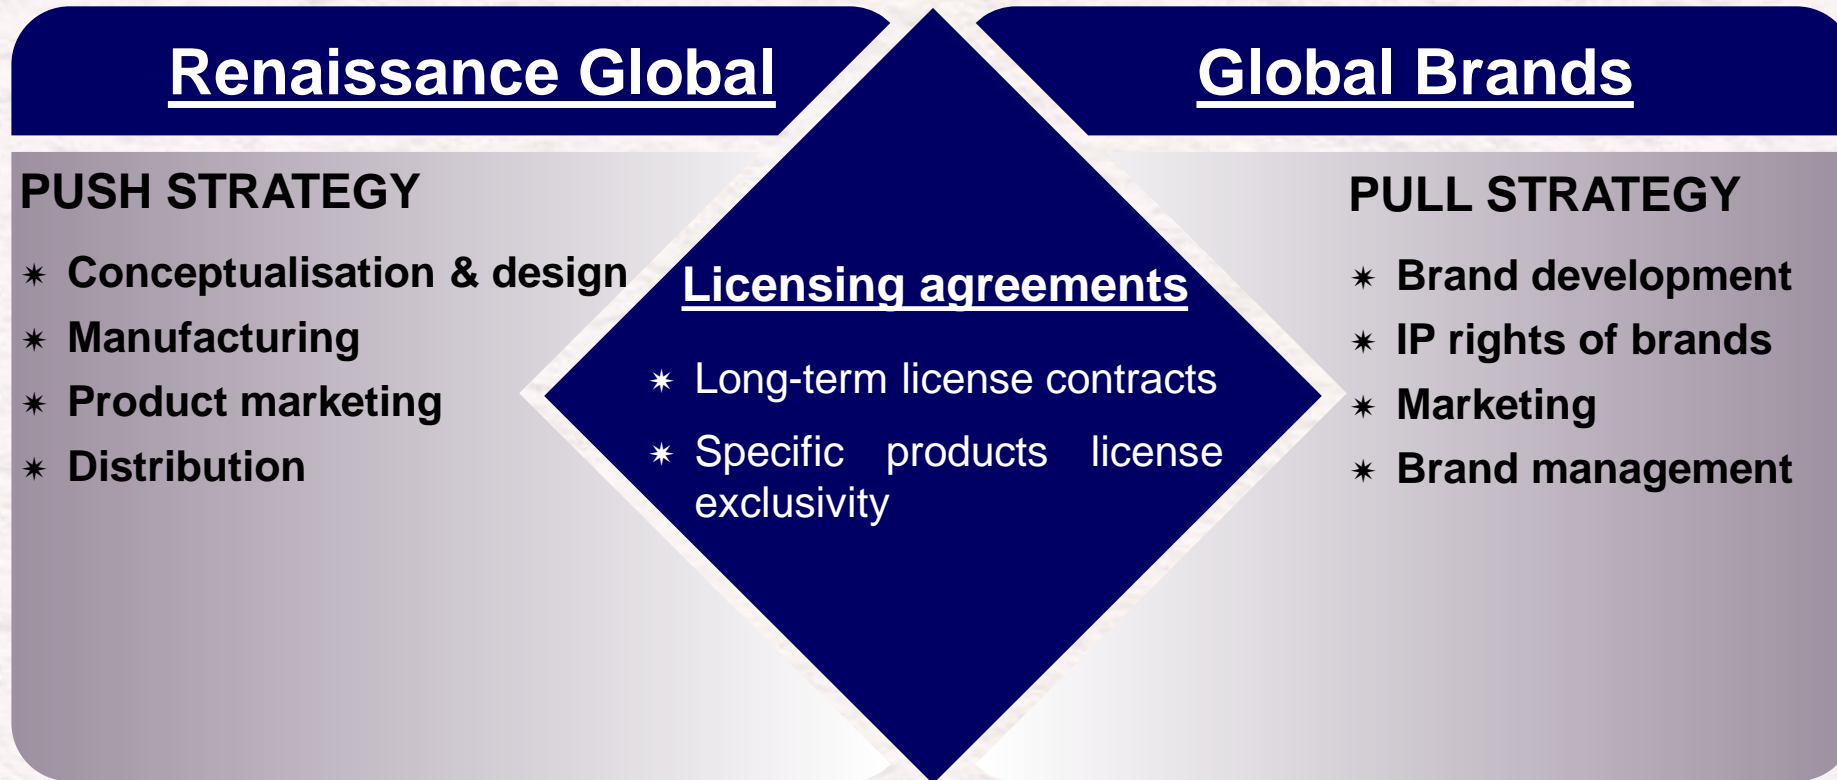 Renaissance Global
PUSH STRATEGY
Conceptualisation & design
Manufacturing
Product marketing
Distribution
Licensing agreements
Long-term license contracts
Specific products license
exclusivity
Global Brands
PULL STRATEGY
Brand development
IP rights of brands
Marketing
Brand management